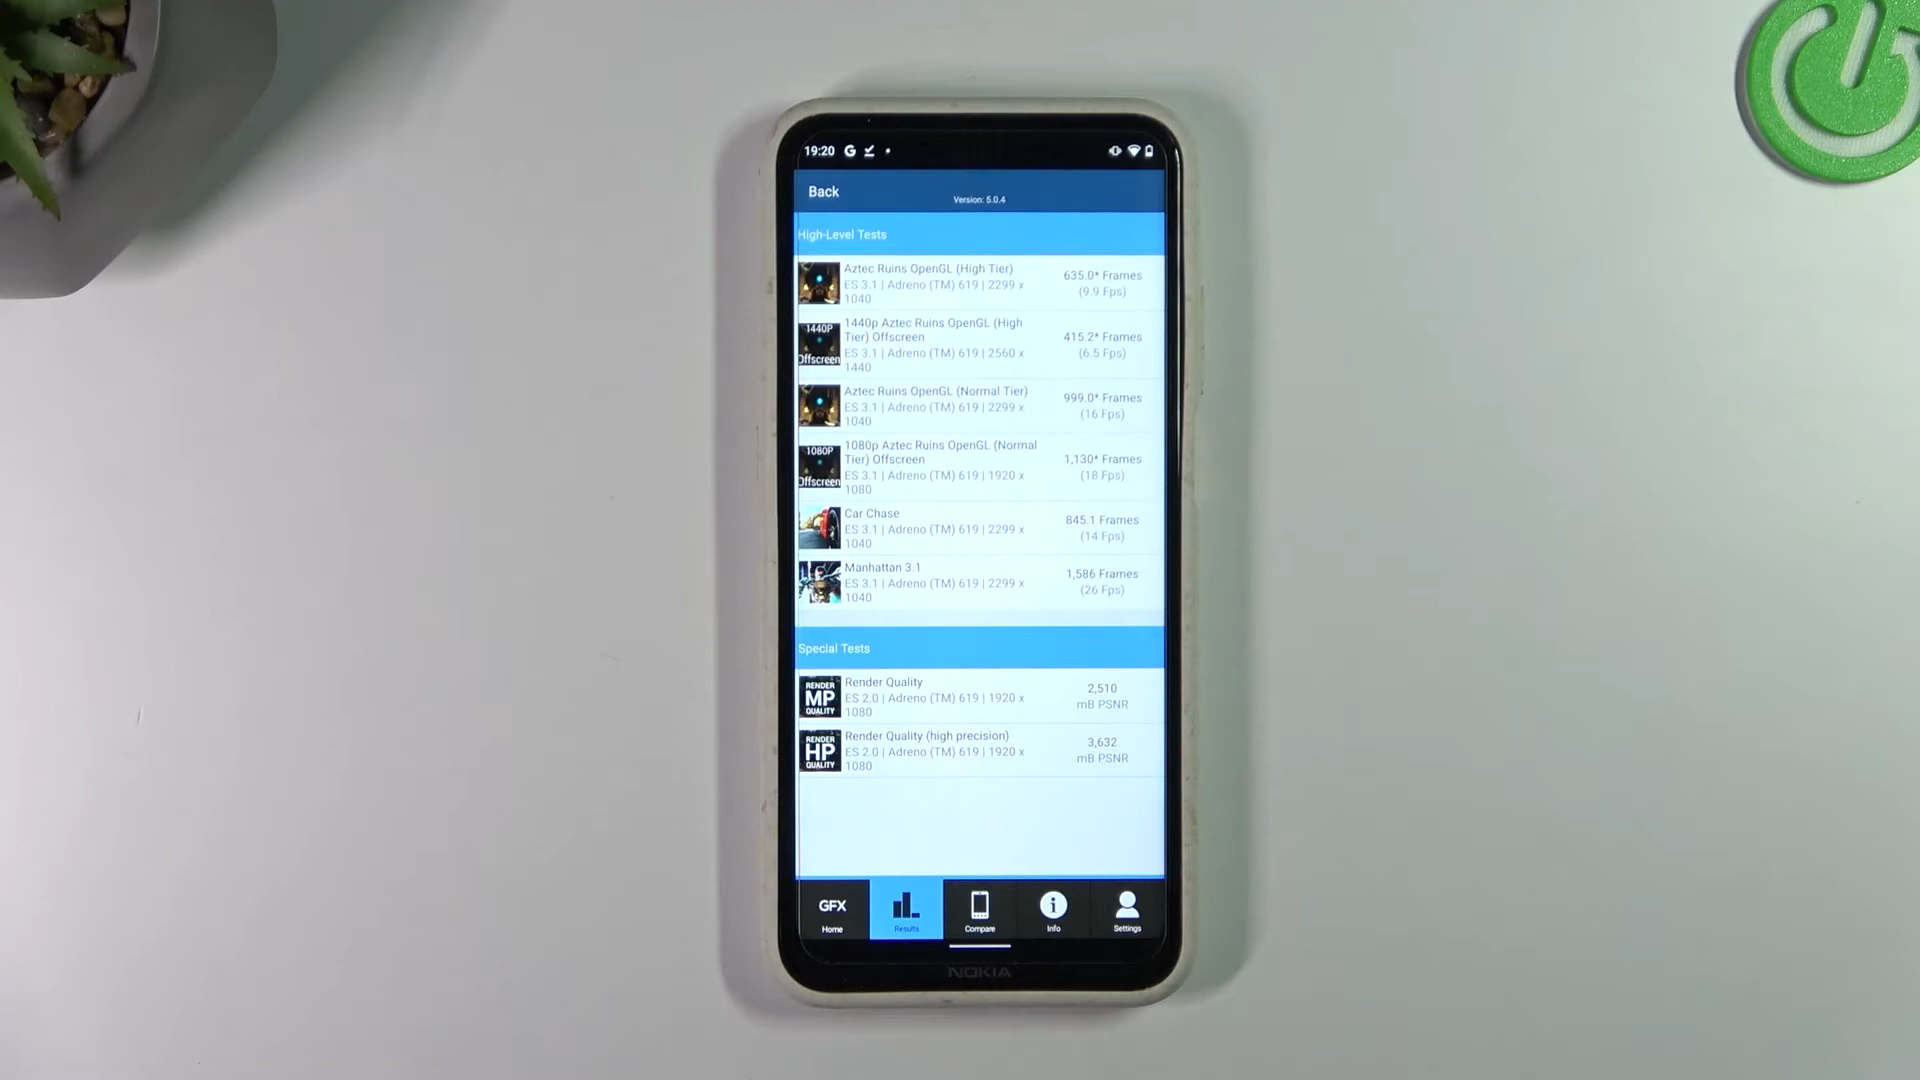 19:20
Back
Version: 5.0.4
High-Level Tests
Aztec Ruins OpenGL (High Tier)
ES 3.1 | Adreno (TM) 619 | 2299 x
1040
635.0* Frames
(9.9 Fps)
1440P
Offscreen
1440p Aztec Ruins OpenGL (High
Tier) Offscreen
ES 3.1 | Adreno (TM) 619 | 2560 x
1440
415.2* Frames
(6.5 Fps)
Aztec Ruins OpenGL (Normal Tier)
ES 3.1 | Adreno (TM) 619 | 2299 x
1040
999.0* Frames
(16 Fps)
1080P
Offscreen
1080p Aztec Ruins OpenGL (Normal
Tier) Offscreen
ES 3.1 | Adreno (TM) 619 | 1920 x
1080
1,130* Frames
(18 Fps)
Car Chase
ES 3.1 | Adreno (TM) 619 | 2299 x
1040
845.1 Frames
(14 Fps)
Manhattan 3.1
ES 3.1 | Adreno (TM) 619 | 2299 x
1040
1,586 Frames
(26 Fps)
Special Tests
RENDER
MP
QUALITY
Render Quality
ES 2.0 | Adreno (TM) 619 | 1920 x
1080
2,510
mB PSNR
RENDER
HP
QUALITY
Render Quality (high precision)
ES 2.0 | Adreno (TM) 619 | 1920 x
1080
3,632
mB PSNR
GFX
Home
Results
Compare
Info
Settings
NOKIA